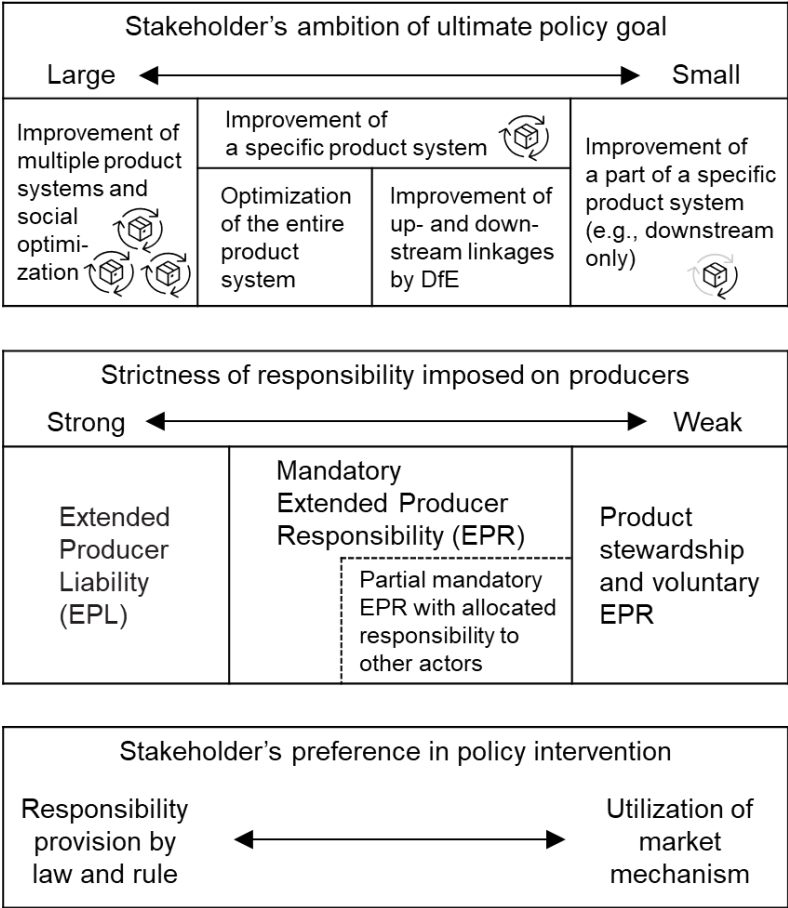 Stakeholder’s ambition of ultimate policy goal
Large
Small
Improvement of
multiple product
systems and
social
optimi-
zation
Improvement of
a specific product system
Optimization
of the entire
product
system
Improvement of
up- and down-
stream linkages
by DfE
Improvement of
a part of a specific
product system
(e.g., downstream
only)
Strictness of responsibility imposed on producers
Strong
Weak
Extended
Producer
Liability
(EPL)
Mandatory
Extended Producer
Responsibility (EPR)
Partial mandatory
EPR with allocated
responsibility to
other actors
Product
stewardship
and voluntary
EPR
Stakeholder’s preference in policy intervention
Responsibility
provision by
law and rule
Utilization of
market
mechanism